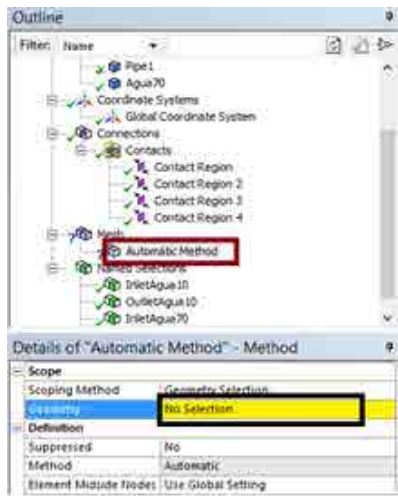 Outline
Filter: Name
Pipe1
Agua70
Coordinate Systems
Global Coordinate System
Connections
Contacts
Contact Region
Contact Region 2
Contact Region 3
Contact Region 4
Mesh
Automatic Method
Named Selections
InletAgua10
OutletAgua10
InletAgua70
Details of "Automatic Method" - Method
Scope
Scoping Method Geometry Selection
Geometry No Selection
Definition
Suppressed No
Method Automatic
Element Midside Nodes Use Global Setting